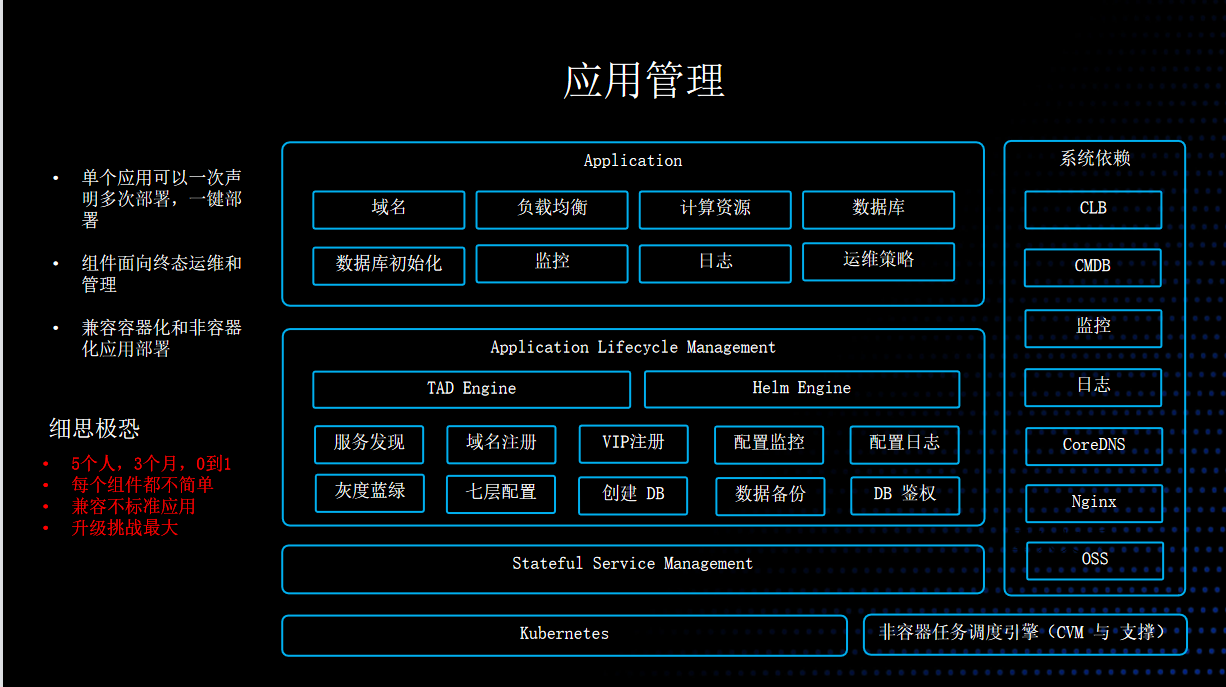 应用管理
单个应用可以一次声
明多次部署，一键部
署
组件面向终态运维和
管理
兼容容器化和非容器
化应用部署
细思极恐
5个人，3个月，0到1
每个组件都不简单
兼容不标准应用
升级挑战最大
Application
域名
负载均衡
计算资源
数据库
数据库初始化
监控
日志
运维策略
Application Lifecycle Management
TAD Engine
Helm Engine
服务发现
域名注册
VIP注册
配置监控
配置日志
灰度蓝绿
七层配置
创建 DB
数据备份
DB 鉴权
Stateful Service Management
Kubernetes
非容器任务调度引擎（CVM 与 支撑）
系统依赖
CLB
CMDB
监控
日志
CoreDNS
Nginx
OSS